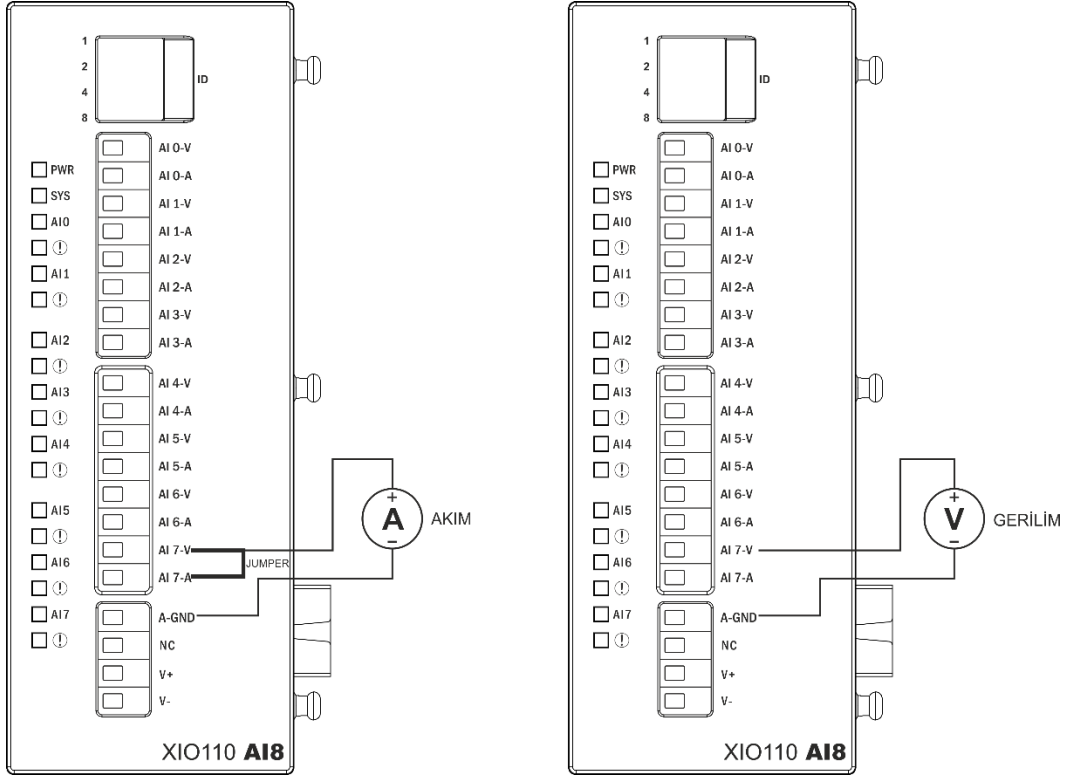 1
2
4
8
ID
AI 0-V
AI 0-A
AI 1-V
AI 1-A
AI 2-V
AI 2-A
AI 3-V
AI 3-A
AI 4-V
AI 4-A
AI 5-V
AI 5-A
AI 6-V
AI 6-A
AI 7-V
AI 7-A
A-GND
NC
V+
V-
PWR
SYS
AI0
!
AI1
!
AI2
!
AI3
!
AI4
!
AI5
!
AI6
!
AI7
!
JUMPER
+
A
−
AKIM
XIO110 AI8
1
2
4
8
ID
AI 0-V
AI 0-A
AI 1-V
AI 1-A
AI 2-V
AI 2-A
AI 3-V
AI 3-A
AI 4-V
AI 4-A
AI 5-V
AI 5-A
AI 6-V
AI 6-A
AI 7-V
AI 7-A
A-GND
NC
V+
V-
PWR
SYS
AI0
!
AI1
!
AI2
!
AI3
!
AI4
!
AI5
!
AI6
!
AI7
!
+
V
−
GERİLİM
XIO110 AI8